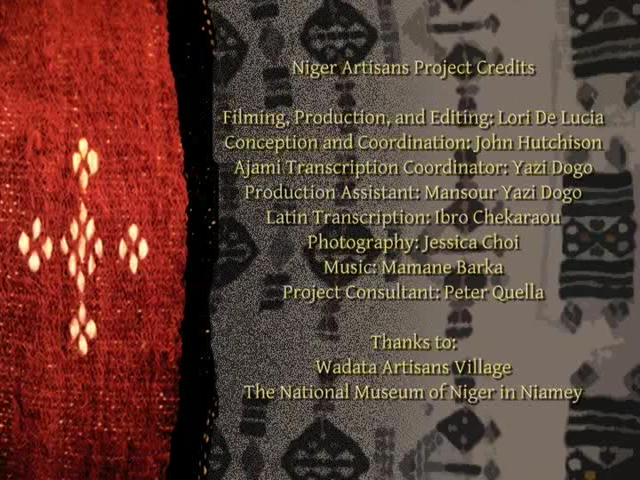 Niger Artisans Project Credits
Filming, Production, and Editing: Lori De Lucia
Conception and Coordination: John Hutchison
Ajami Transcription Coordinator: Yazi Dogo
Production Assistant: Mansour Yazi Dogo
Latin Transcription: Ibro Chekaraou
Photography: Jessica Choi
Music: Mamane Barka
Project Consultant: Peter Quella
Thanks to:
Wadata Artisans Village
The National Museum of Niger in Niamey